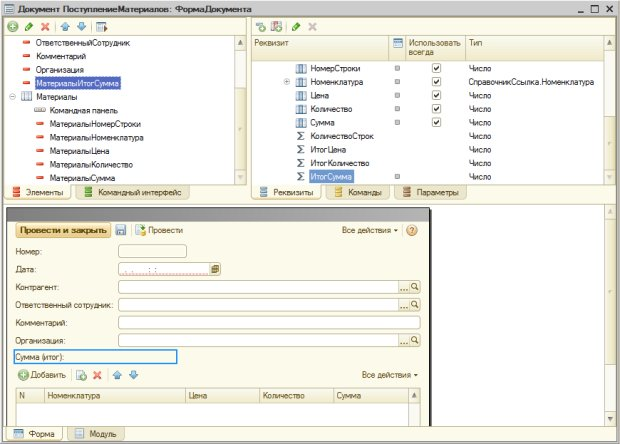 Документ ПоступлениеМатериалов: ФормаДокумента
ОтветственныйСотрудник
Комментарий
Организация
МатериалыИтогСумма
Материалы
Командная панель
МатериалыНомерСтроки
МатериалыНоменклатура
МатериалыЦена
МатериалыКоличество
МатериалыСумма
Элементы
Командный интерфейс
Реквизит Использовать всегда Тип
НомерСтроки Число
Номенклатура СправочникСсылка.Номенклатура
Цена Число
Количество Число
Сумма Число
КоличествоСтрок Число
ИтогЦена Число
ИтогКоличество Число
ИтогСумма Число
Реквизиты
Команды
Параметры
Провести и закрыть Провести Все действия
Номер:
Дата:
Контрагент:
Ответственный сотрудник:
Комментарий:
Организация:
Сумма (итог):
Добавить Все действия
N Номенклатура Цена Количество Сумма
Форма
Модуль